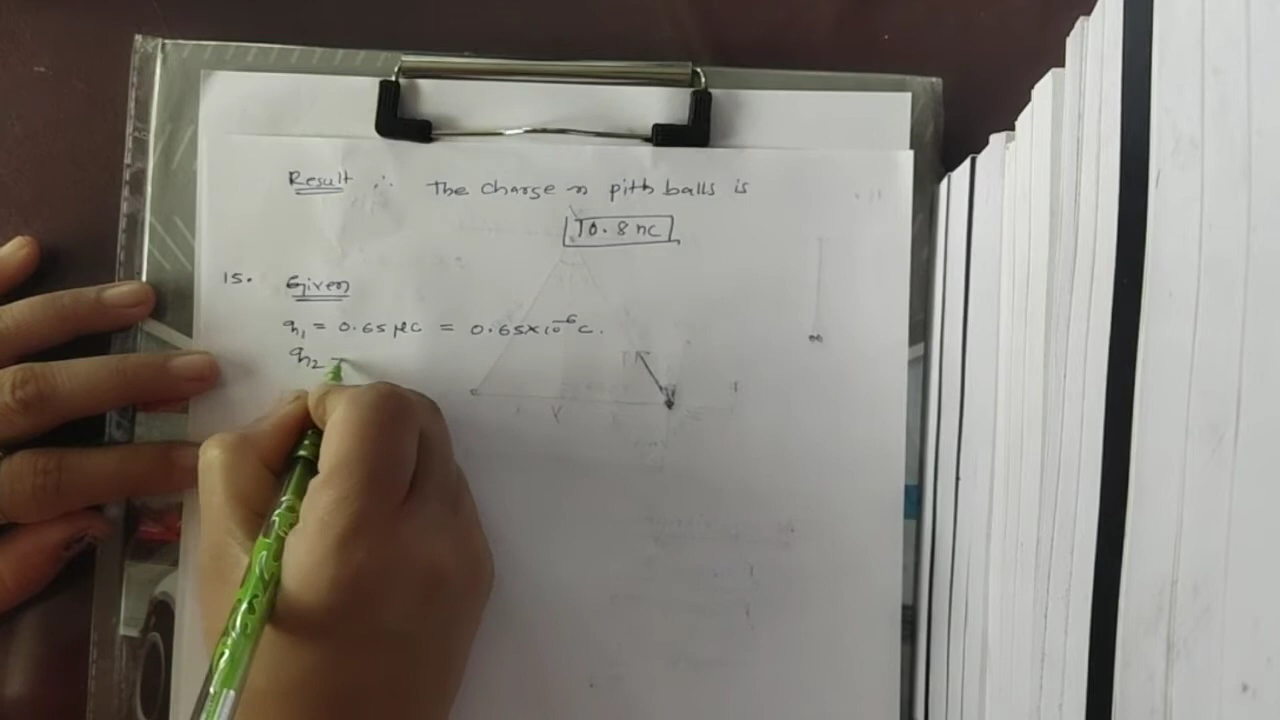 Result ∴ The charge on pith balls is
10.8 nC
15. Given
q₁ = 0.65 μC = 0.65×10⁻⁶ C.
q₂ =